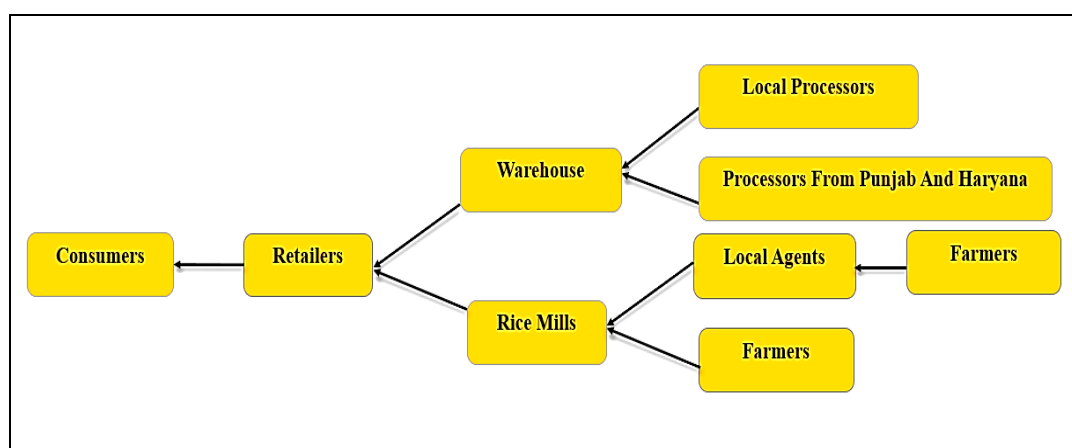 Local Processors
Warehouse
Processors From Punjab And Haryana
Consumers
Retailers
Local Agents
Farmers
Rice Mills
Farmers